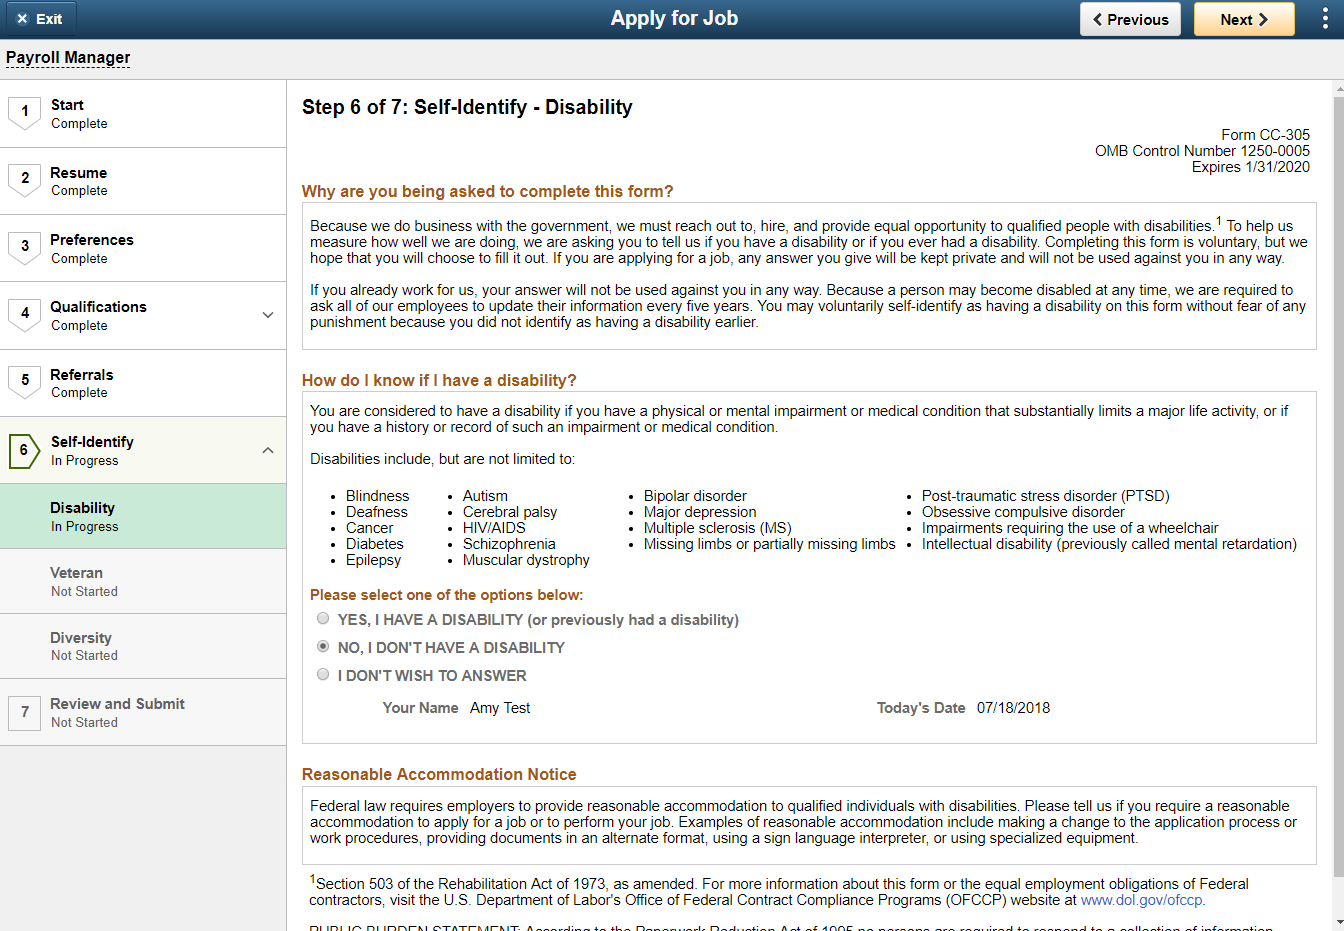 Exit
Apply for Job
Previous
Next
Payroll Manager
1
Start
Complete
2
Resume
Complete
3
Preferences
Complete
4
Qualifications
Complete
5
Referrals
Complete
6
Self-Identify
In Progress
Disability
In Progress
Veteran
Not Started
Diversity
Not Started
7
Review and Submit
Not Started
Step 6 of 7: Self-Identify - Disability
Form CC-305
OMB Control Number 1250-0005
Expires 1/31/2020
Why are you being asked to complete this form?
Because we do business with the government, we must reach out to, hire, and provide equal opportunity to qualified people with disabilities.1 To help us
measure how well we are doing, we are asking you to tell us if you have a disability or if you ever had a disability. Completing this form is voluntary, but we
hope that you will choose to fill it out. If you are applying for a job, any answer you give will be kept private and will not be used against you in any way.
If you already work for us, your answer will not be used against you in any way. Because a person may become disabled at any time, we are required to
ask all of our employees to update their information every five years. You may voluntarily self-identify as having a disability on this form without fear of any
punishment because you did not identify as having a disability earlier.
How do I know if I have a disability?
You are considered to have a disability if you have a physical or mental impairment or medical condition that substantially limits a major life activity, or if
you have a history or record of such an impairment or medical condition.
Disabilities include, but are not limited to:
• Blindness
• Deafness
• Cancer
• Diabetes
• Epilepsy
• Autism
• Cerebral palsy
• HIV/AIDS
• Schizophrenia
• Muscular dystrophy
• Bipolar disorder
• Major depression
• Multiple sclerosis (MS)
• Missing limbs or partially missing limbs
• Post-traumatic stress disorder (PTSD)
• Obsessive compulsive disorder
• Impairments requiring the use of a wheelchair
• Intellectual disability (previously called mental retardation)
Please select one of the options below:
YES, I HAVE A DISABILITY (or previously had a disability)
NO, I DON'T HAVE A DISABILITY
I DON'T WISH TO ANSWER
Your Name Amy Test
Today's Date 07/18/2018
Reasonable Accommodation Notice
Federal law requires employers to provide reasonable accommodation to qualified individuals with disabilities. Please tell us if you require a reasonable
accommodation to apply for a job or to perform your job. Examples of reasonable accommodation include making a change to the application process or
work procedures, providing documents in an alternate format, using a sign language interpreter, or using specialized equipment.
1Section 503 of the Rehabilitation Act of 1973, as amended. For more information about this form or the equal employment obligations of Federal
contractors, visit the U.S. Department of Labor's Office of Federal Contract Compliance Programs (OFCCP) website at www.dol.gov/ofccp.
PUBLIC BURDEN STATEMENT: According to the Paperwork Reduction Act of 1995 no persons are required to respond to a collection of information